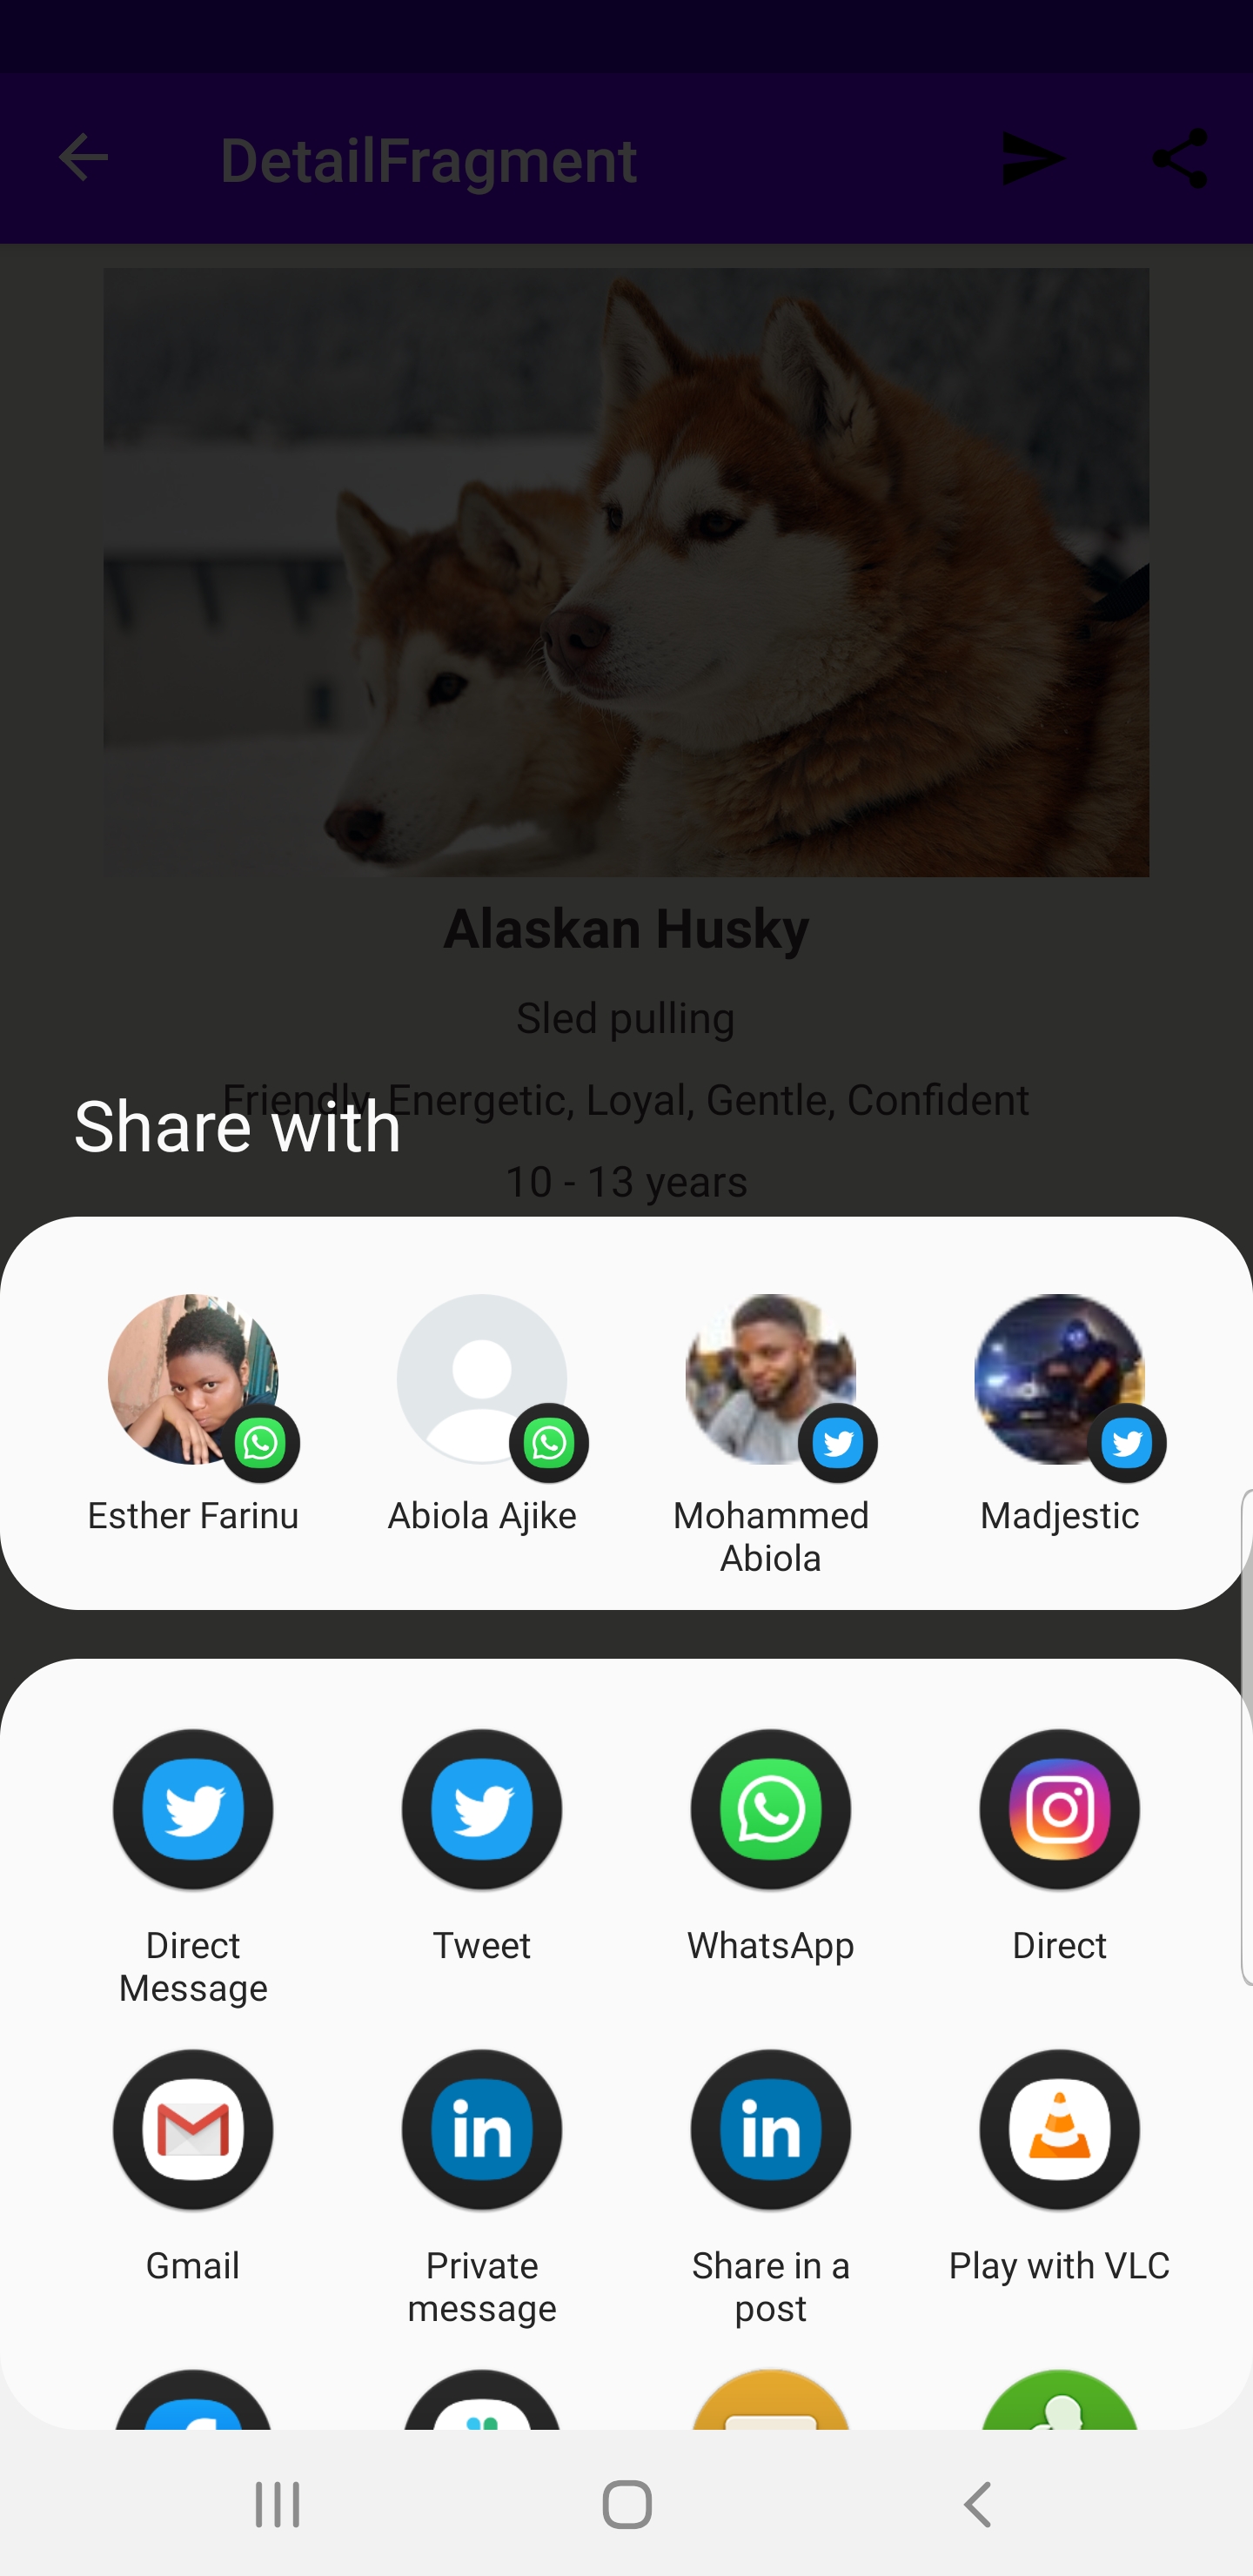 DetailFragment
Alaskan Husky
Sled pulling
Friendly, Energetic, Loyal, Gentle, Confident
Share with
10 - 13 years
Esther Farinu
Abiola Ajike
Mohammed
Abiola
Madjestic
Direct
Message
Tweet
WhatsApp
Direct
Gmail
Private
message
Share in a
post
Play with VLC